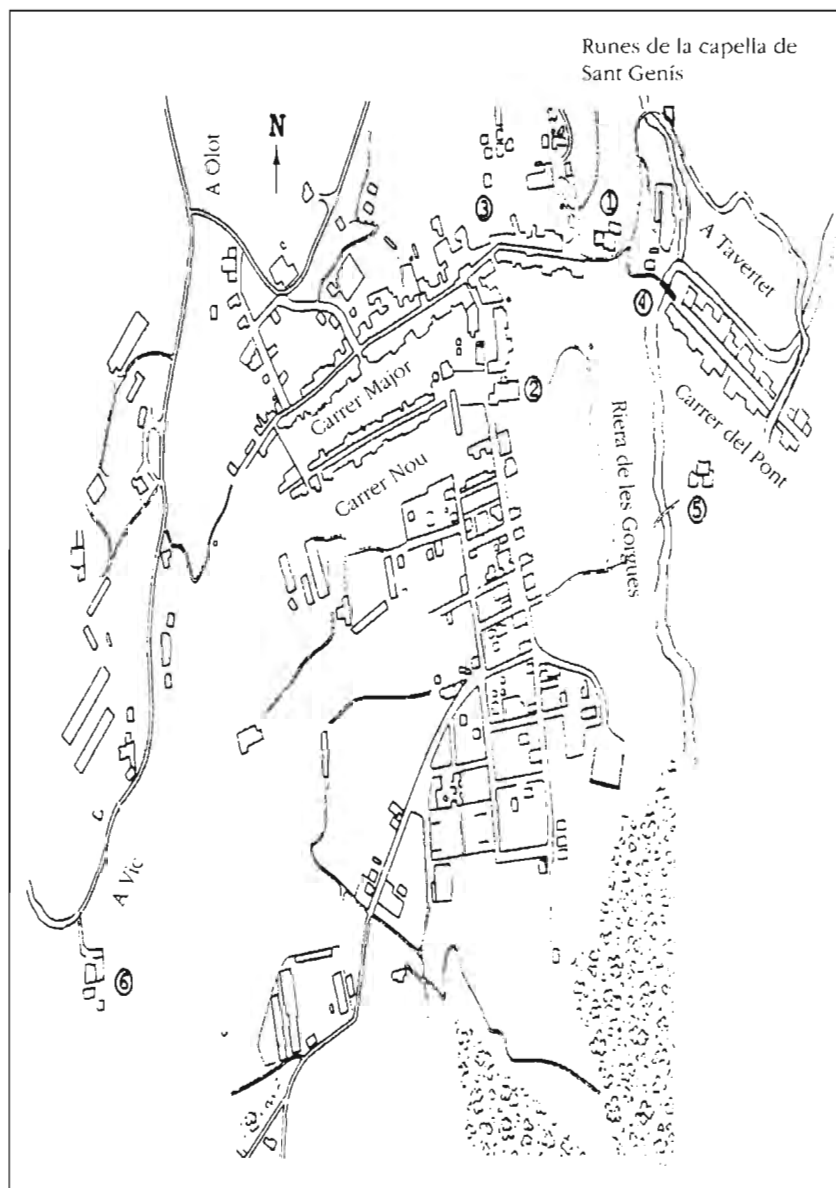 Runes de la capella de
Sant Genís
A Olot
N
③
①
A Tavertet
④
Carrer Major
②
Carrer del Pont
Carrer Nou
Riera de les Gorgues
⑤
A Vic
⑥